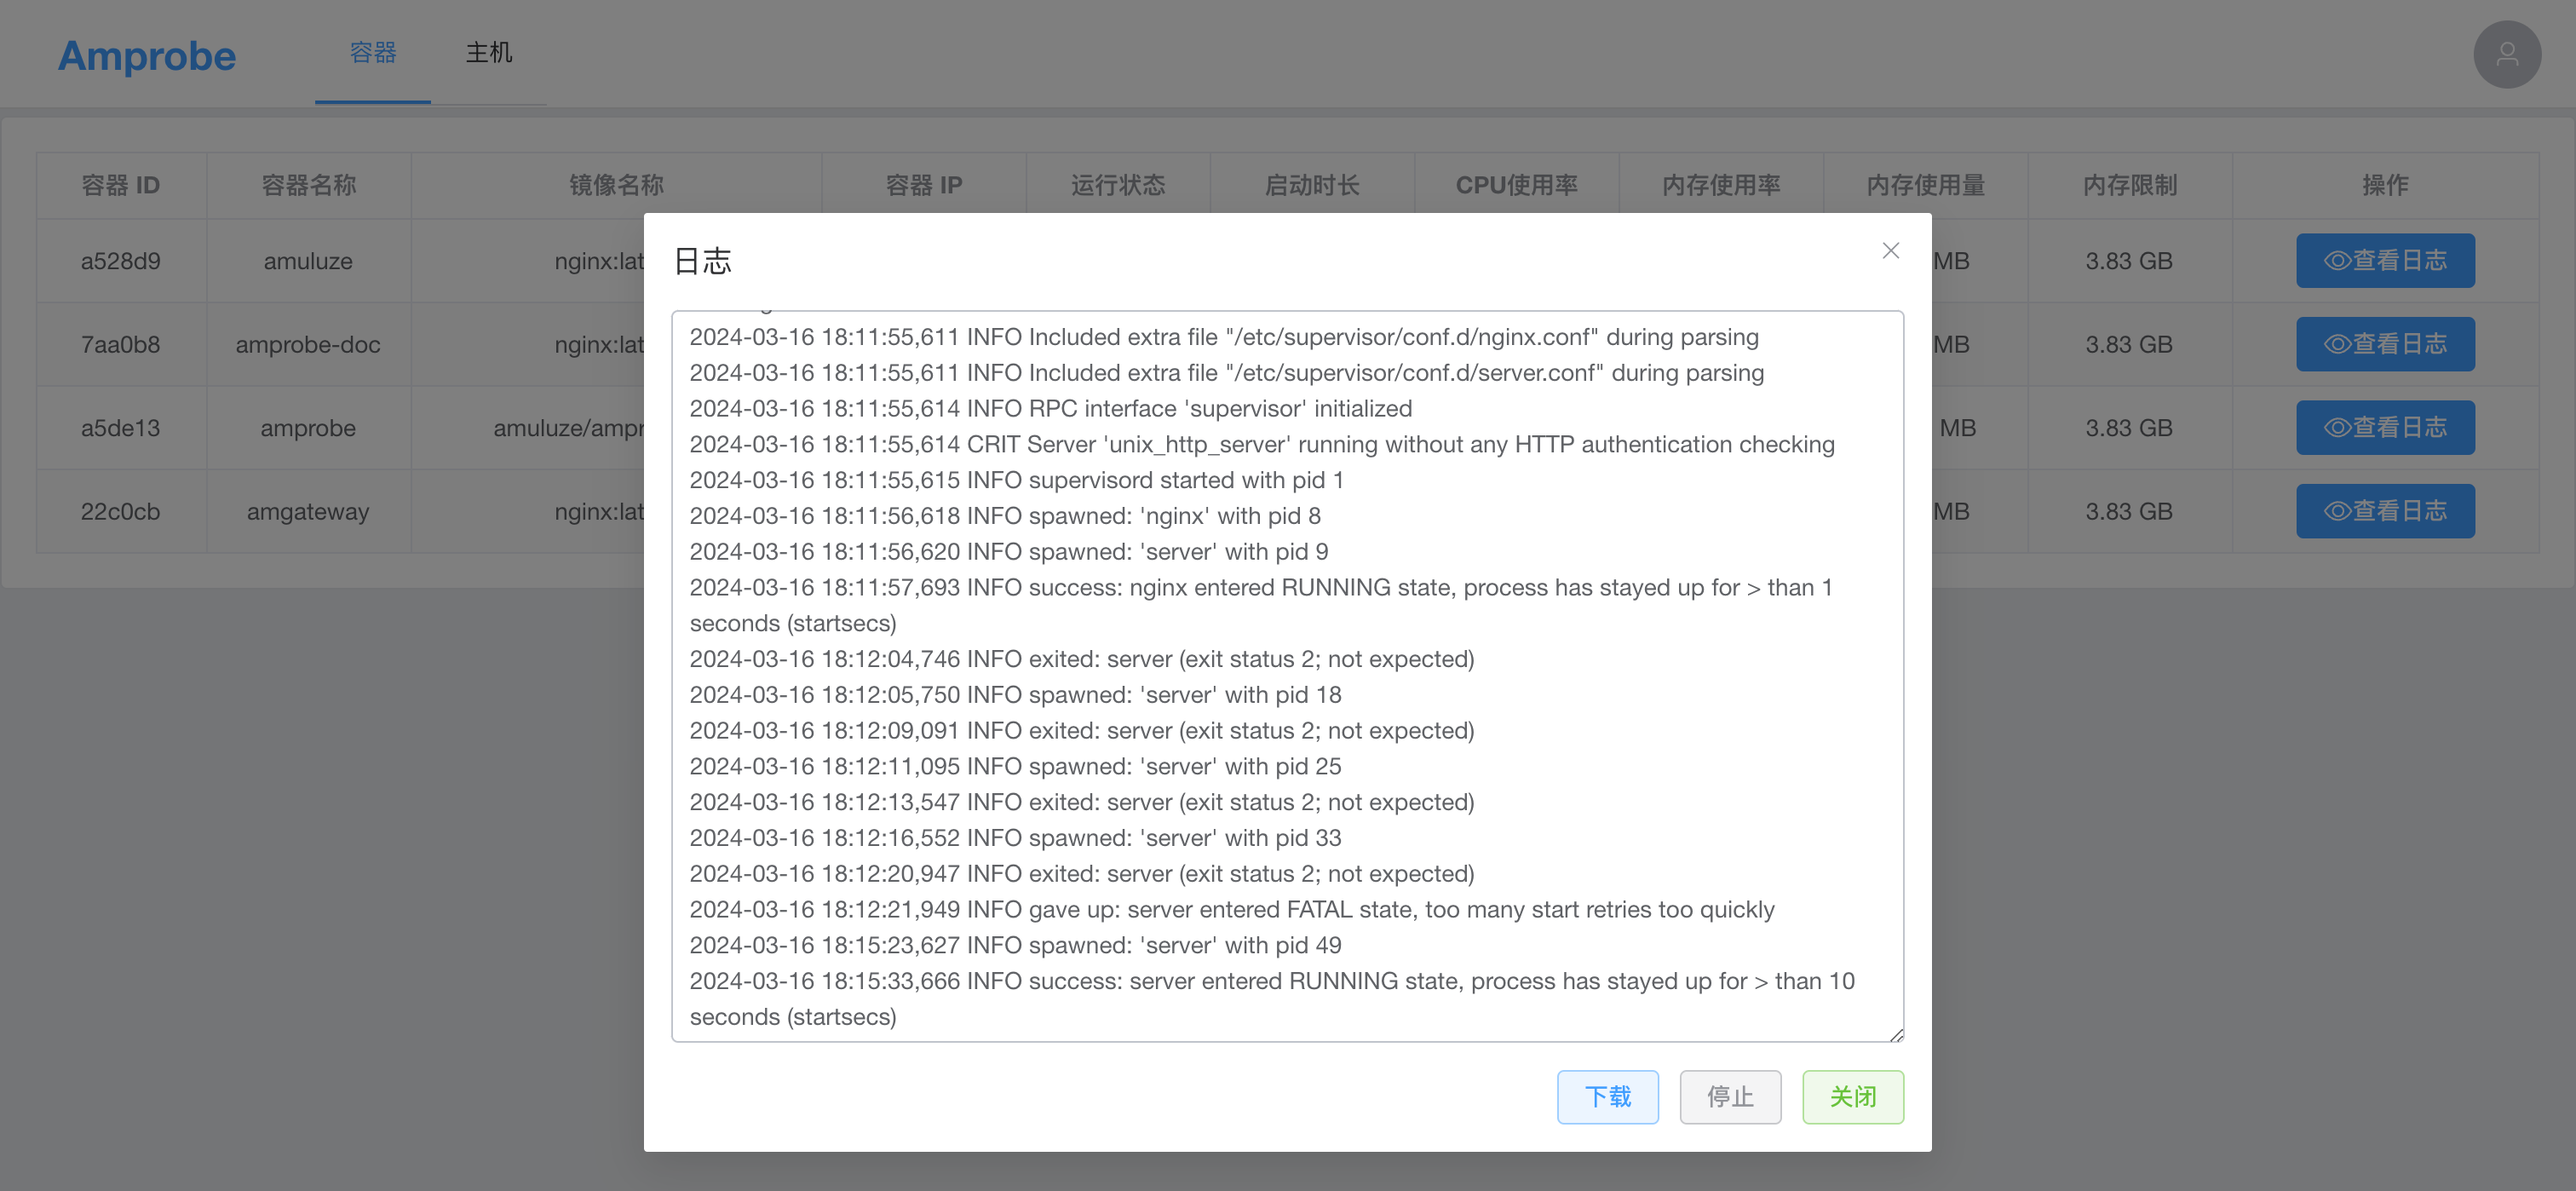 Amprobe 容器 主机
容器 ID 容器名称 镜像名称 容器 IP 运行状态 启动时长 CPU使用率 内存使用率 内存使用量 内存限制 操作
a528d9 amuluze nginx:lat MB 3.83 GB 查看日志
7aa0b8 amprobe-doc nginx:lat MB 3.83 GB 查看日志
a5de13 amprobe amuluze/ampr MB 3.83 GB 查看日志
22c0cb amgateway nginx:lat MB 3.83 GB 查看日志
日志
2024-03-16 18:11:55,611 INFO Included extra file "/etc/supervisor/conf.d/nginx.conf" during parsing
2024-03-16 18:11:55,611 INFO Included extra file "/etc/supervisor/conf.d/server.conf" during parsing
2024-03-16 18:11:55,614 INFO RPC interface 'supervisor' initialized
2024-03-16 18:11:55,614 CRIT Server 'unix_http_server' running without any HTTP authentication checking
2024-03-16 18:11:55,615 INFO supervisord started with pid 1
2024-03-16 18:11:56,618 INFO spawned: 'nginx' with pid 8
2024-03-16 18:11:56,620 INFO spawned: 'server' with pid 9
2024-03-16 18:11:57,693 INFO success: nginx entered RUNNING state, process has stayed up for > than 1
seconds (startsecs)
2024-03-16 18:12:04,746 INFO exited: server (exit status 2; not expected)
2024-03-16 18:12:05,750 INFO spawned: 'server' with pid 18
2024-03-16 18:12:09,091 INFO exited: server (exit status 2; not expected)
2024-03-16 18:12:11,095 INFO spawned: 'server' with pid 25
2024-03-16 18:12:13,547 INFO exited: server (exit status 2; not expected)
2024-03-16 18:12:16,552 INFO spawned: 'server' with pid 33
2024-03-16 18:12:20,947 INFO exited: server (exit status 2; not expected)
2024-03-16 18:12:21,949 INFO gave up: server entered FATAL state, too many start retries too quickly
2024-03-16 18:15:23,627 INFO spawned: 'server' with pid 49
2024-03-16 18:15:33,666 INFO success: server entered RUNNING state, process has stayed up for > than 10
seconds (startsecs)
下载 停止 关闭